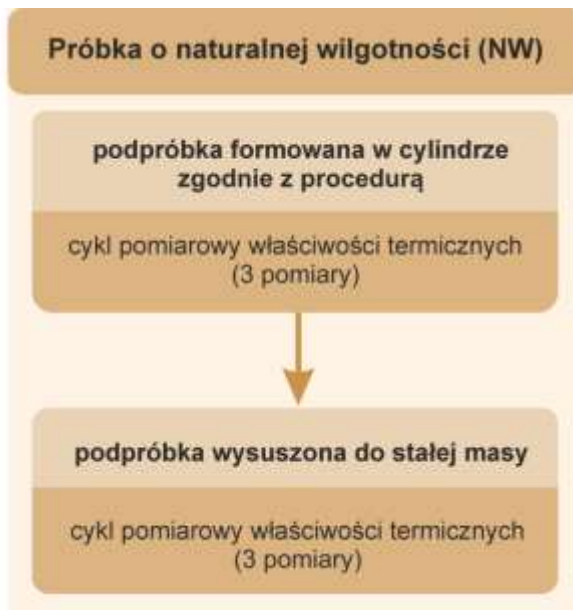 Próbka o naturalnej wilgotności (NW)
podpróbka formowana w cylindrze
zgodnie z procedurą
cykl pomiarowy właściwości termicznych
(3 pomiary)
podpróbka wysuszona do stałej masy
cykl pomiarowy właściwości termicznych
(3 pomiary)